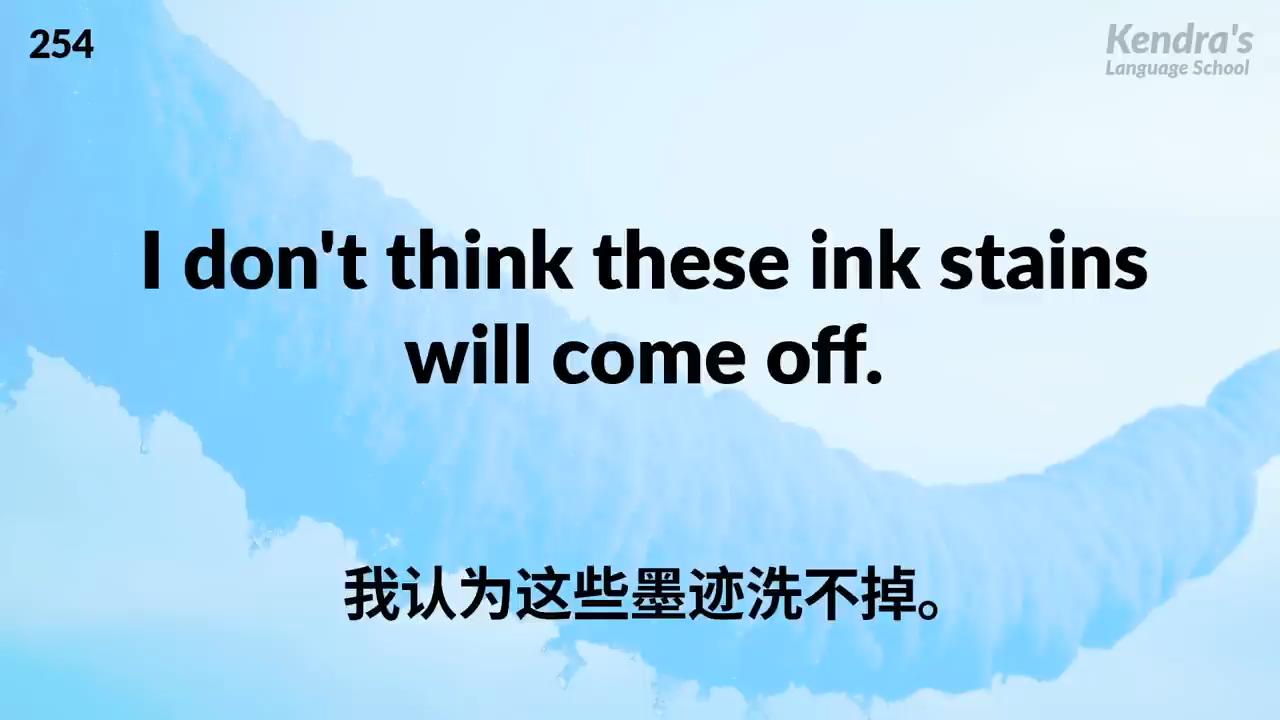 254
Kendra's
Language School
I don't think these ink stains
will come off.
我认为这些墨迹洗不掉。